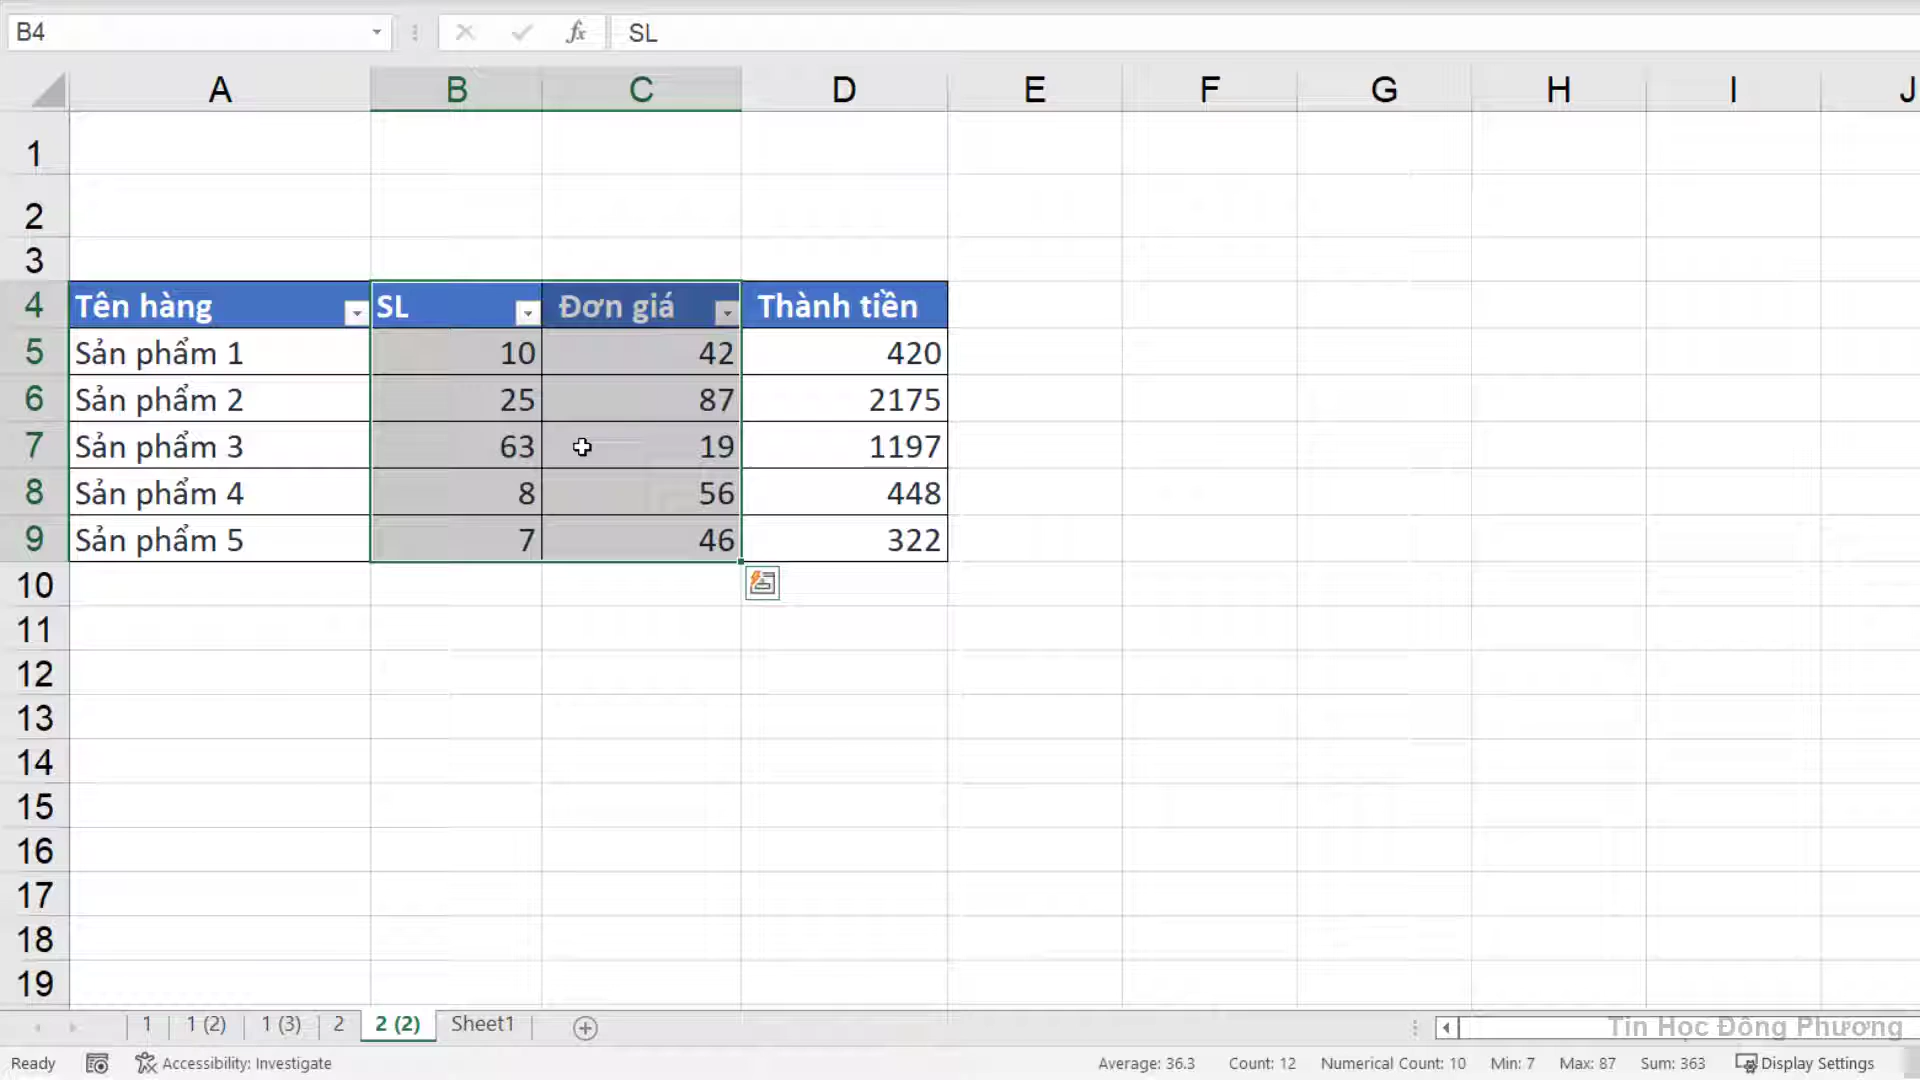 B4 fx SL
A B C D E F G H I J
1
2
3
4 Tên hàng SL Đơn giá Thành tiền
5 Sản phẩm 1 10 42 420
6 Sản phẩm 2 25 87 2175
7 Sản phẩm 3 63 19 1197
8 Sản phẩm 4 8 56 448
9 Sản phẩm 5 7 46 322
10
11
12
13
14
15
16
17
18
19
1 1 (2) 1 (3) 2 2 (2) Sheet1 Tin Học Đông Phương
Ready Accessibility: Investigate Average: 36.3 Count: 12 Numerical Count: 10 Min: 7 Max: 87 Sum: 363 Display Settings